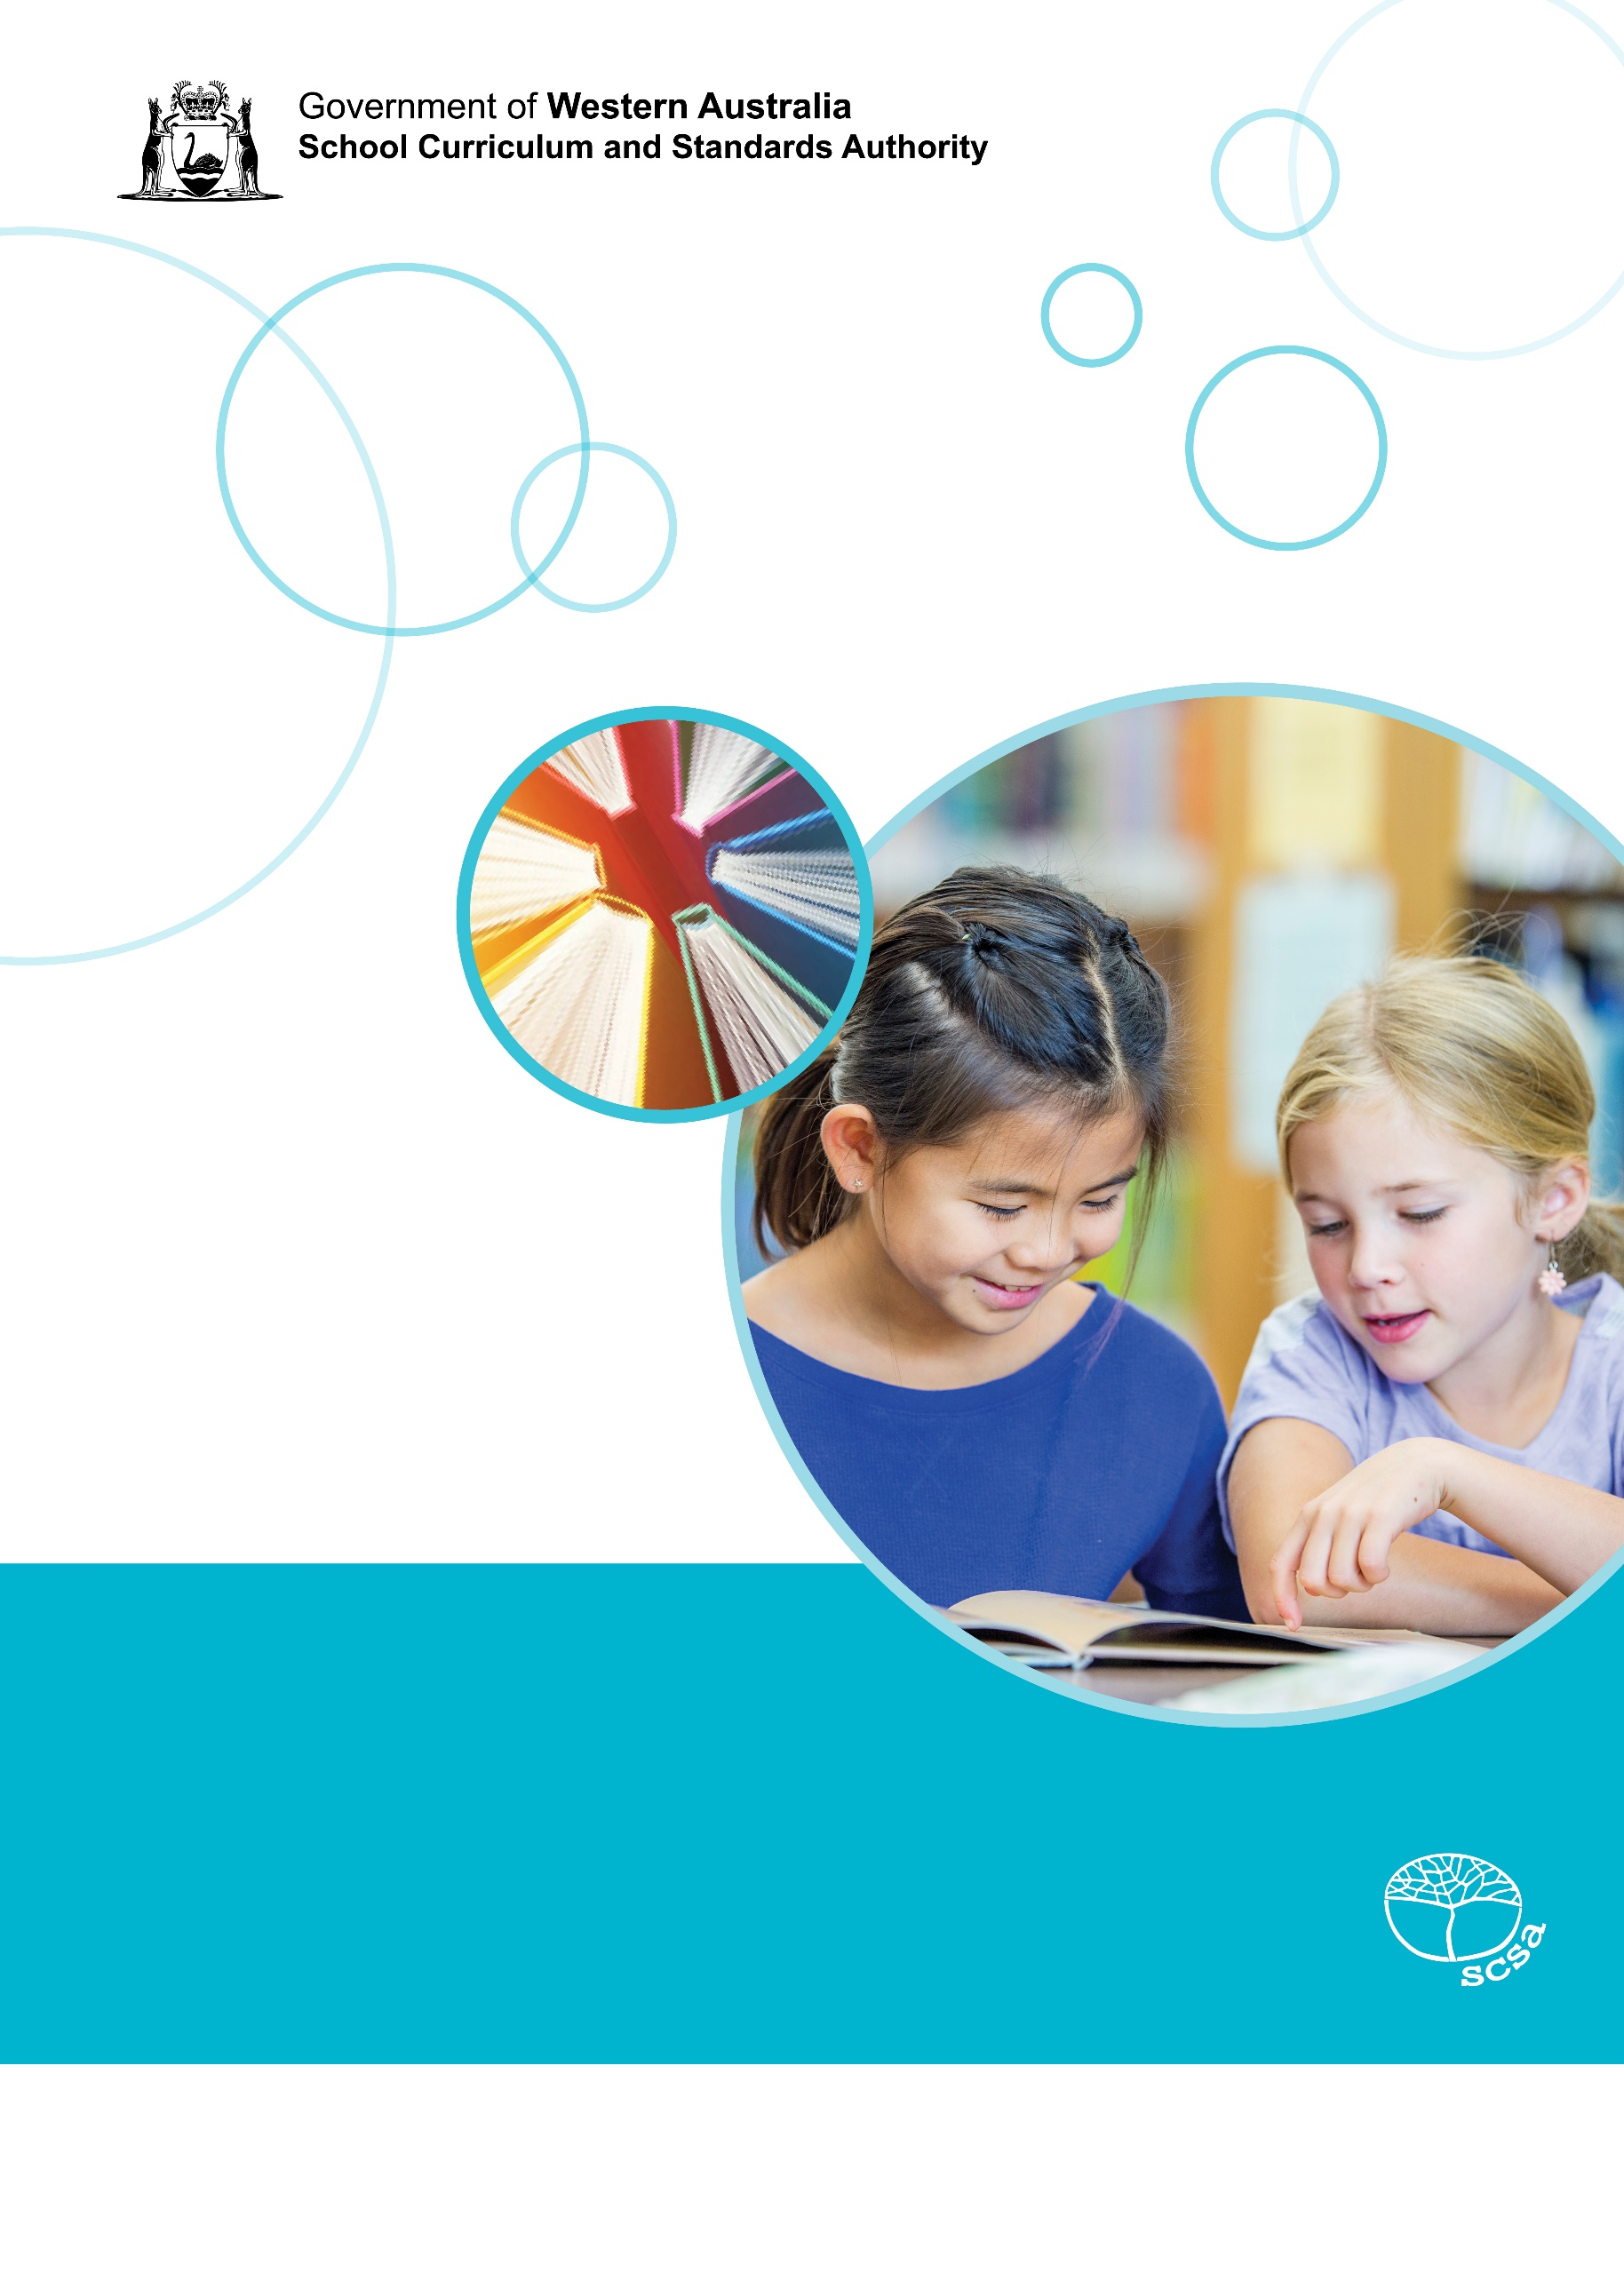 Government of Western Australia
School Curriculum and Standards Authority
scsa